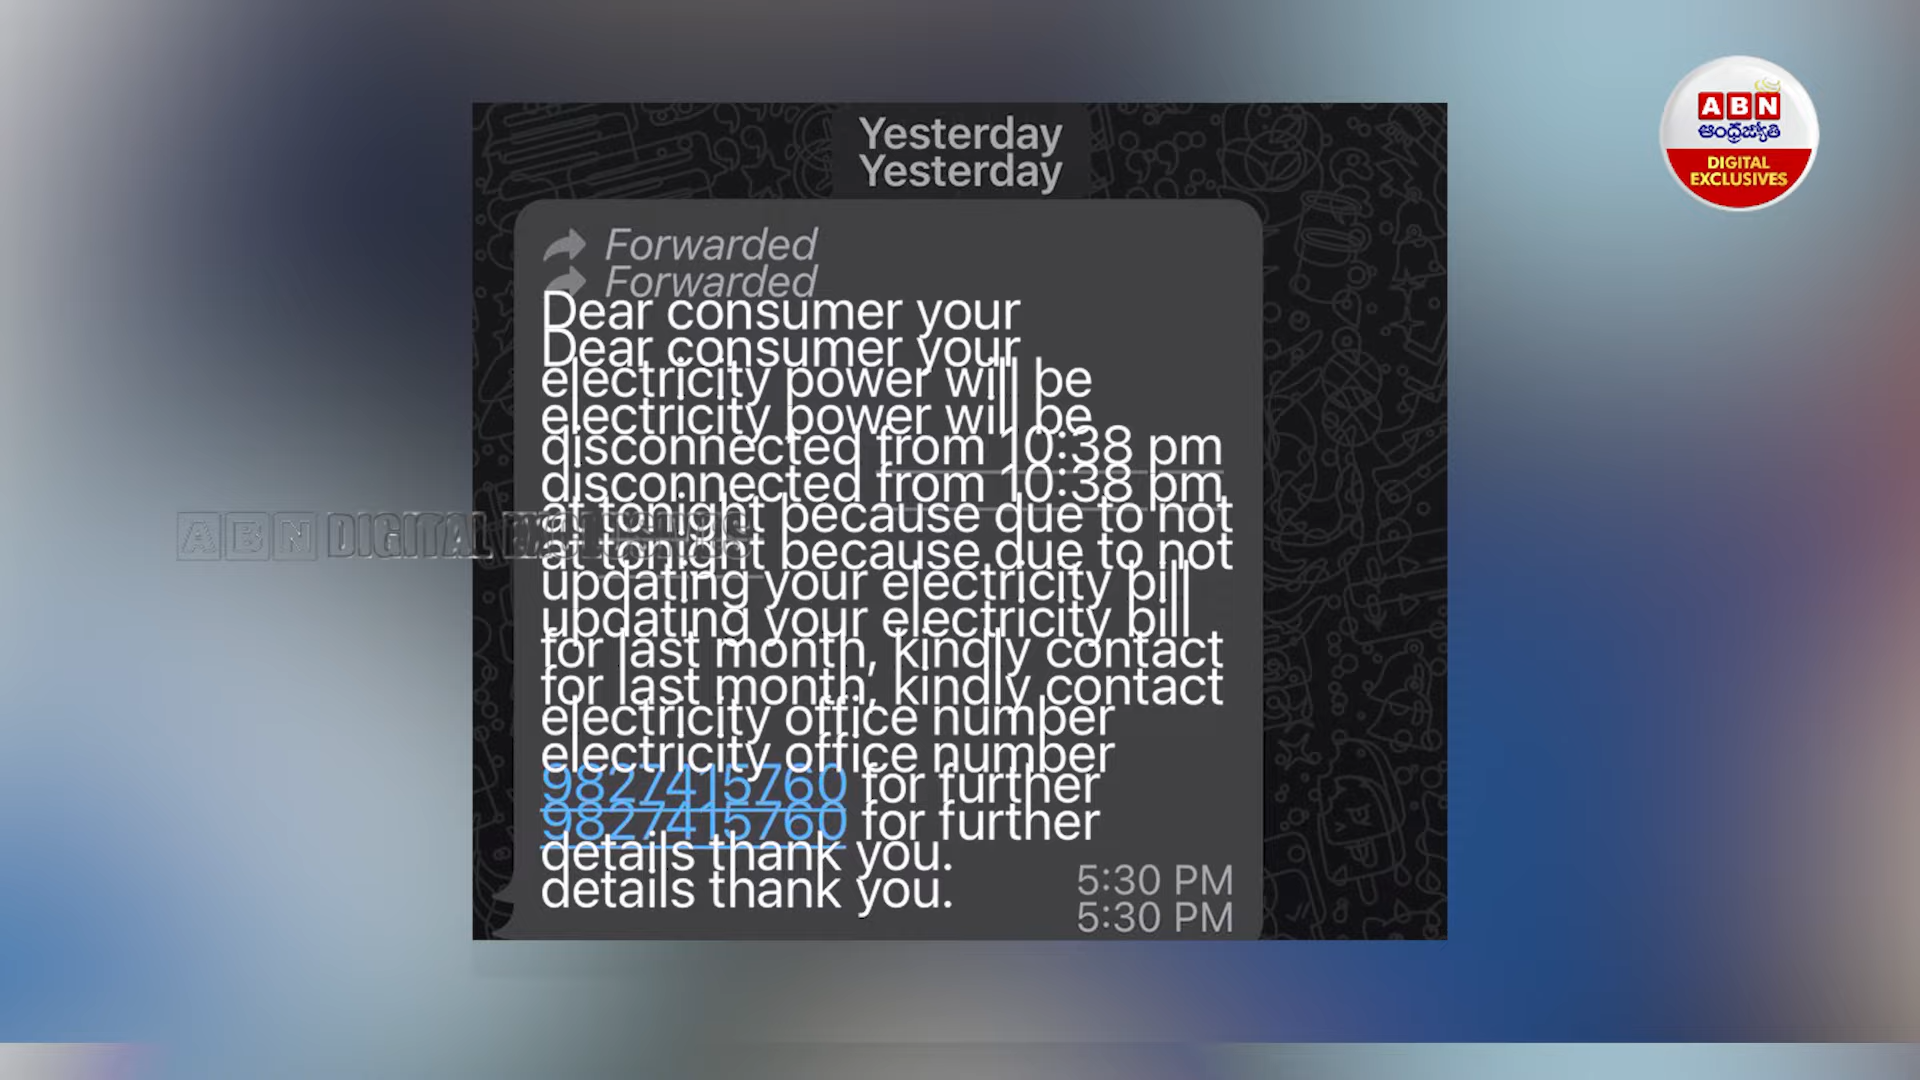 Yesterday
Yesterday
Forwarded
Forwarded
Dear consumer your
Dear consumer your
electricity power will be
electricity power will be
disconnected from 10:38 pm
disconnected from 10:38 pm
at tonight because due to not
at tonight because due to not
updating your electricity bill
updating your electricity bill
for last month, kindly contact
for last month, kindly contact
electricity office number
electricity office number
9827415760 for further
9827415760 for further
details thank you.
details thank you.
5:30 PM
5:30 PM
ABN
ఆంధ్రజ్యోతి
DIGITAL
EXCLUSIVES
ABN DIGITAL EXCLUSIVES